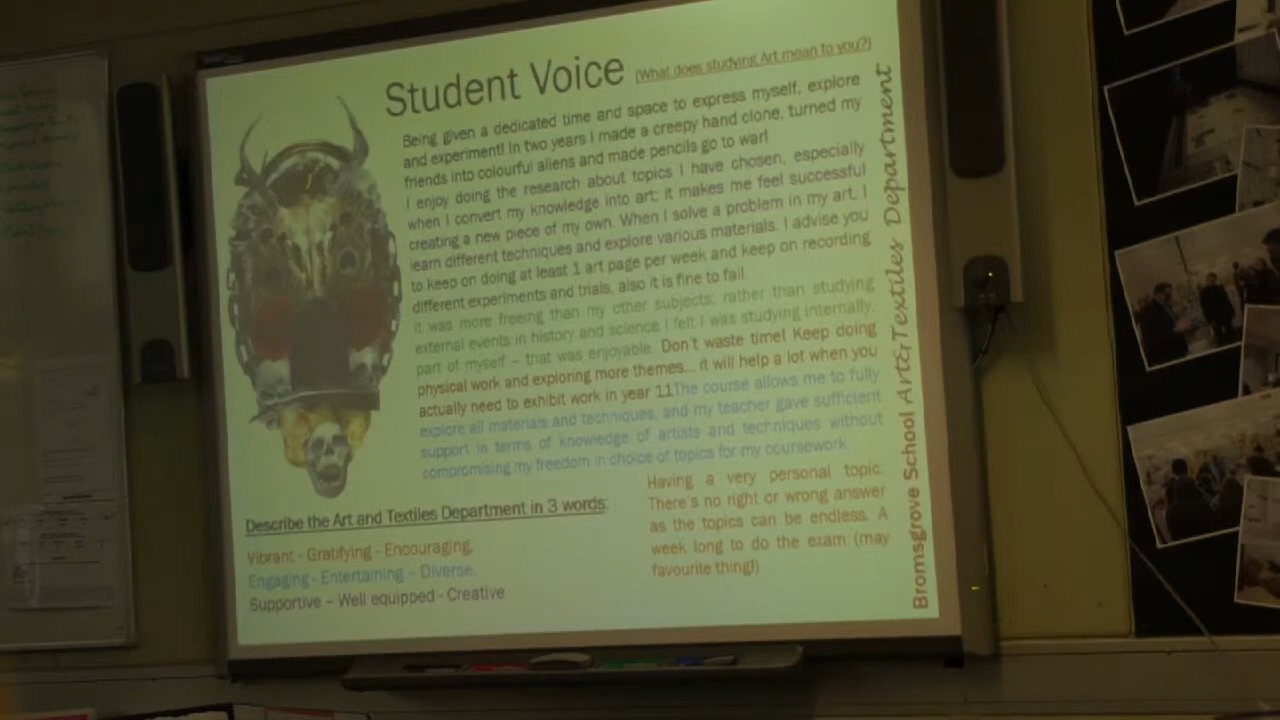 Student Voice (What does studying Art mean to you?)
Being given a dedicated time and space to express myself, explore
and experiment! In two years I made a creepy hand clone, turned my
friends into colourful aliens and made pencils go to war!
I enjoy doing the research about topics I have chosen, especially
when I convert my knowledge into art; it makes me feel successful
creating a new piece of my own. When I solve a problem in my art, I
learn different techniques and explore various materials. I advise you
to keep on doing at least 1 art page per week and keep on recording
different experiments and trials, also it is fine to fail.
It was more freeing than my other subjects, rather than studying
external events in history and science I felt I was studying internally,
part of myself – that was enjoyable. Don't waste time! Keep doing
physical work and exploring more themes... it will help a lot when you
actually need to exhibit work in year 11The course allows me to fully
explore all materials and techniques, and my teacher gave sufficient
support in terms of knowledge of artists and techniques without
compromising my freedom in choice of topics for my coursework.
Having a very personal topic.
There's no right or wrong answer
as the topics can be endless. A
week long to do the exam (may
favourite thing!)
Describe the Art and Textiles Department in 3 words:
Vibrant - Gratifying - Encouraging.
Engaging - Entertaining – Diverse.
Supportive – Well equipped - Creative
Bromsgrove School Art&Textiles Department